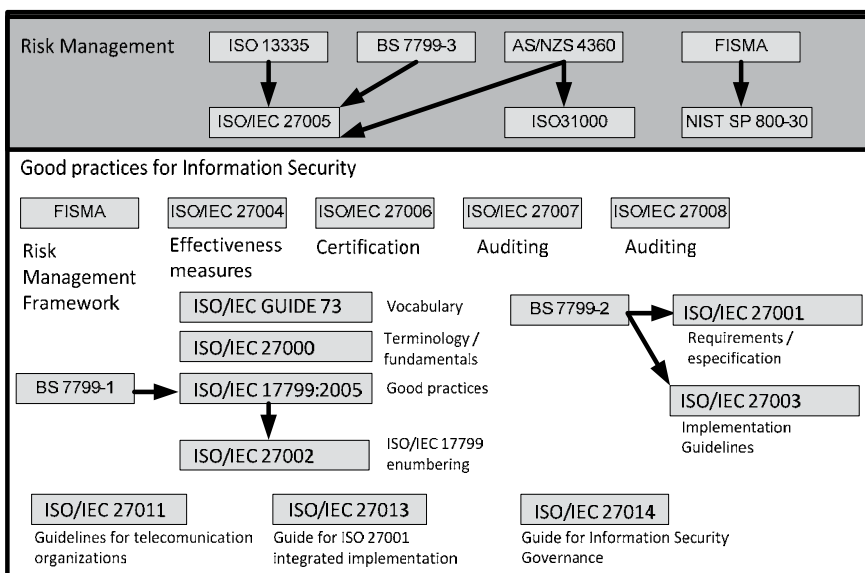 Risk Management
ISO 13335
BS 7799-3
AS/NZS 4360
FISMA
ISO/IEC 27005
ISO31000
NIST SP 800-30
Good practices for Information Security
FISMA
ISO/IEC 27004
ISO/IEC 27006
ISO/IEC 27007
ISO/IEC 27008
Risk
Management
Framework
Effectiveness
measures
Certification
Auditing
Auditing
ISO/IEC GUIDE 73
Vocabulary
BS 7799-2
ISO/IEC 27001
Requirements /
especification
ISO/IEC 27000
Terminology /
fundamentals
BS 7799-1
ISO/IEC 17799:2005
Good practices
ISO/IEC 27003
Implementation
Guidelines
ISO/IEC 27002
ISO/IEC 17799
enumbering
ISO/IEC 27011
Guidelines for telecomunication
organizations
ISO/IEC 27013
Guide for ISO 27001
integrated implementation
ISO/IEC 27014
Guide for Information Security
Governance